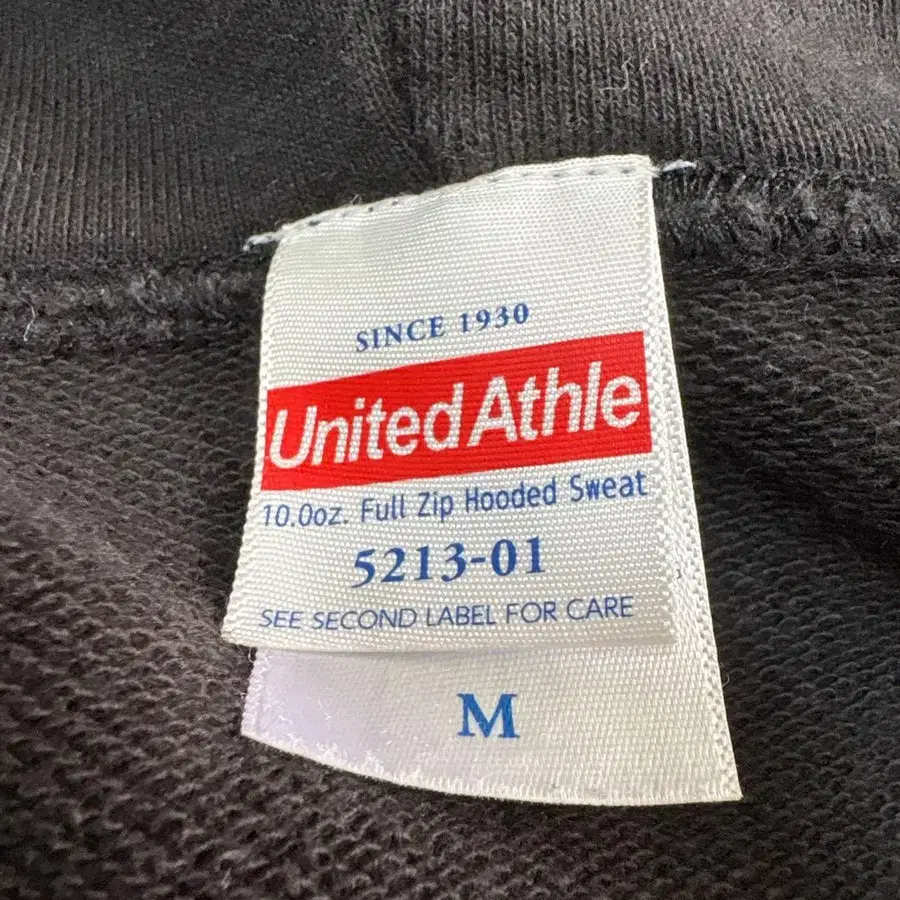 SINCE 1930
United Athle
10.0oz. Full Zip Hooded Sweat
5213-01
SEE SECOND LABEL FOR CARE
M